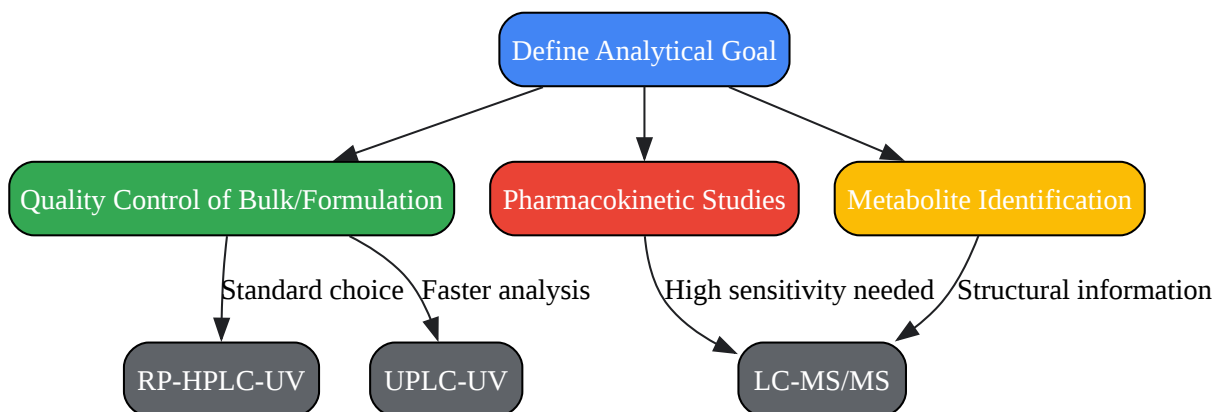 Define Analytical Goal
Quality Control of Bulk/Formulation
Pharmacokinetic Studies
Metabolite Identification
Standard choice
Faster analysis
High sensitivity needed
Structural information
RP-HPLC-UV
UPLC-UV
LC-MS/MS